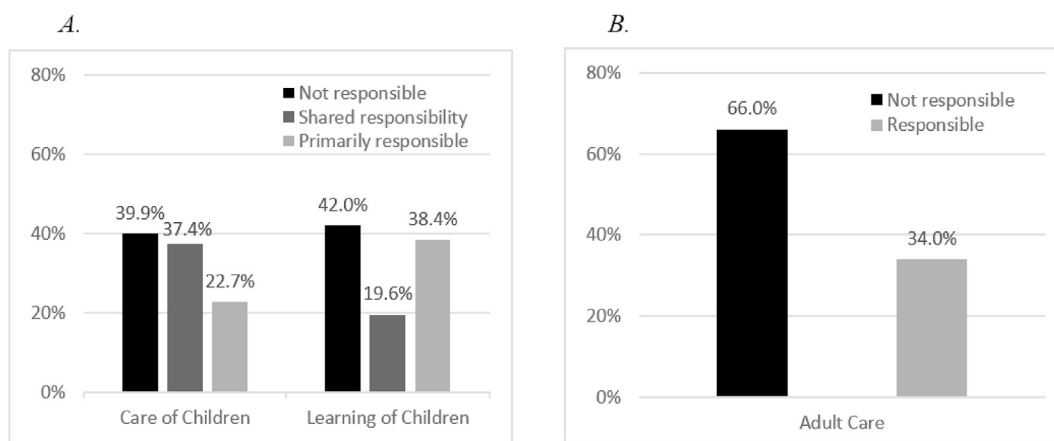 A.
80%
60%
40%
20%
0%
Not responsible
Shared responsibility
Primarily responsible
39.9%
37.4%
22.7%
42.0%
19.6%
38.4%
Care of Children
Learning of Children
B.
80%
60%
40%
20%
0%
Not responsible
Responsible
66.0%
34.0%
Adult Care